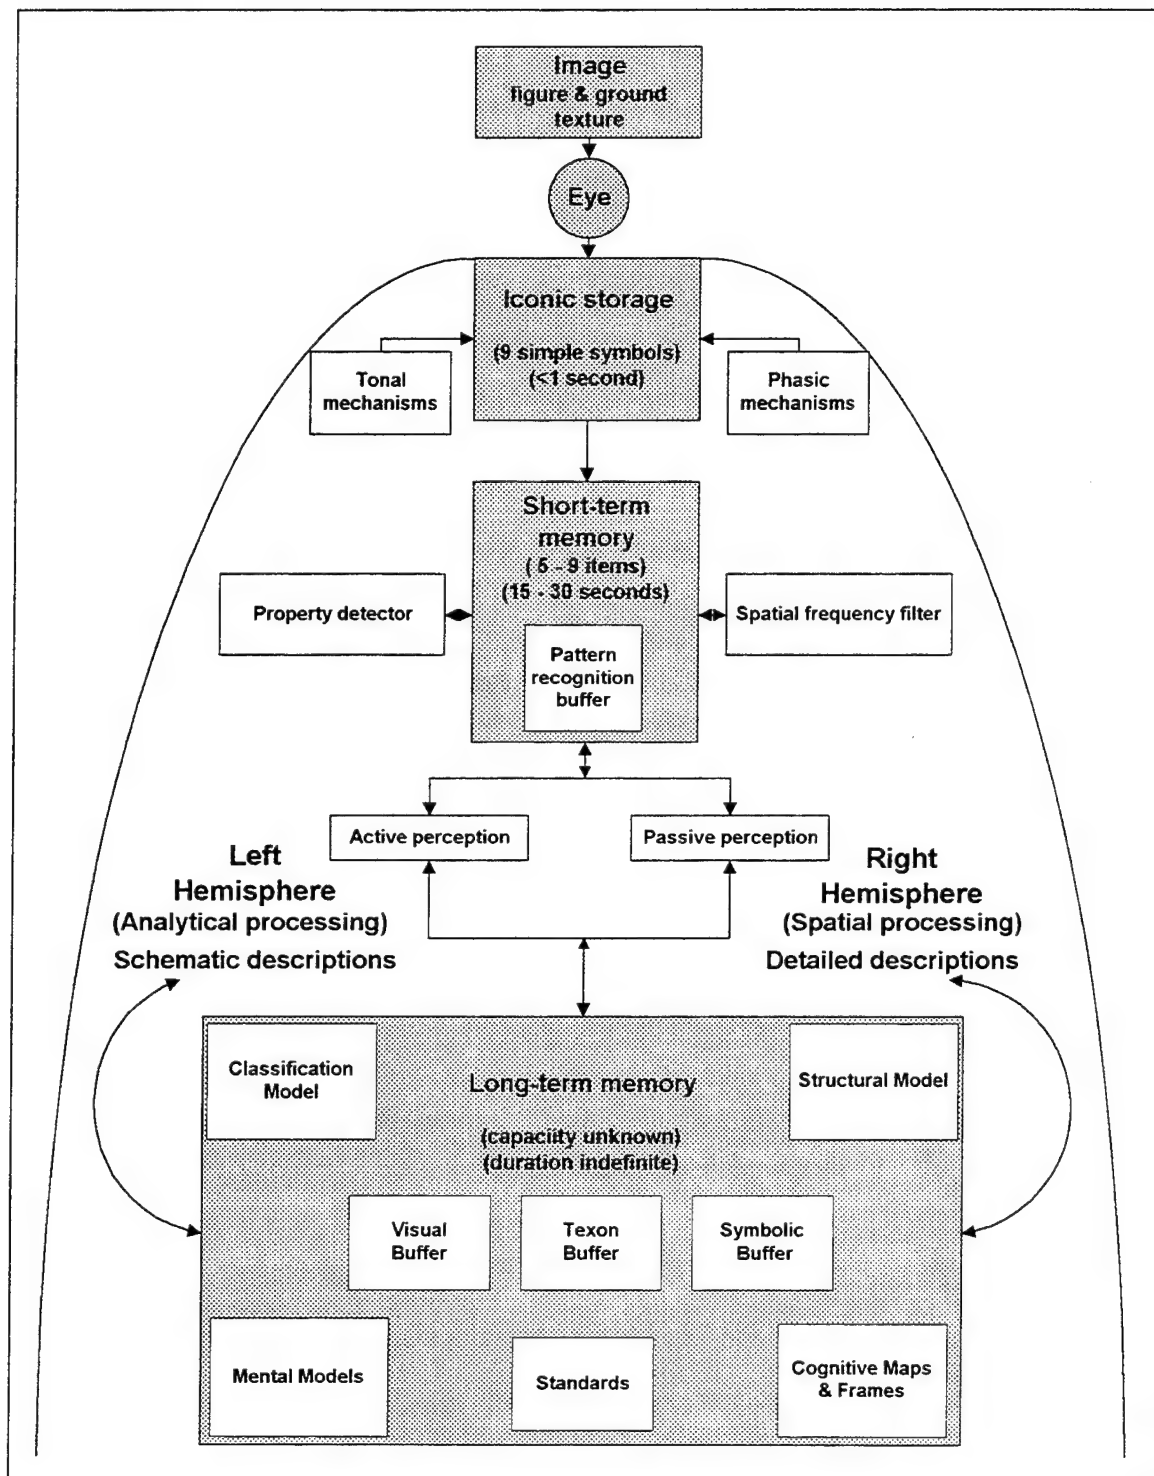 Image
figure & ground
texture
Eye
Iconic storage
(9 simple symbols)
(<1 second)
Tonal
mechanisms
Phasic
mechanisms
Short-term
memory
( 5 - 9 items)
(15 - 30 seconds)
Property detector
Spatial frequency filter
Pattern
recognition
buffer
Active perception
Passive perception
Left
Hemisphere
(Analytical processing)
Schematic descriptions
Right
Hemisphere
(Spatial processing)
Detailed descriptions
Classification
Model
Long-term memory
(capaciity unknown)
(duration indefinite)
Structural Model
Visual
Buffer
Texon
Buffer
Symbolic
Buffer
Mental Models
Standards
Cognitive Maps
& Frames